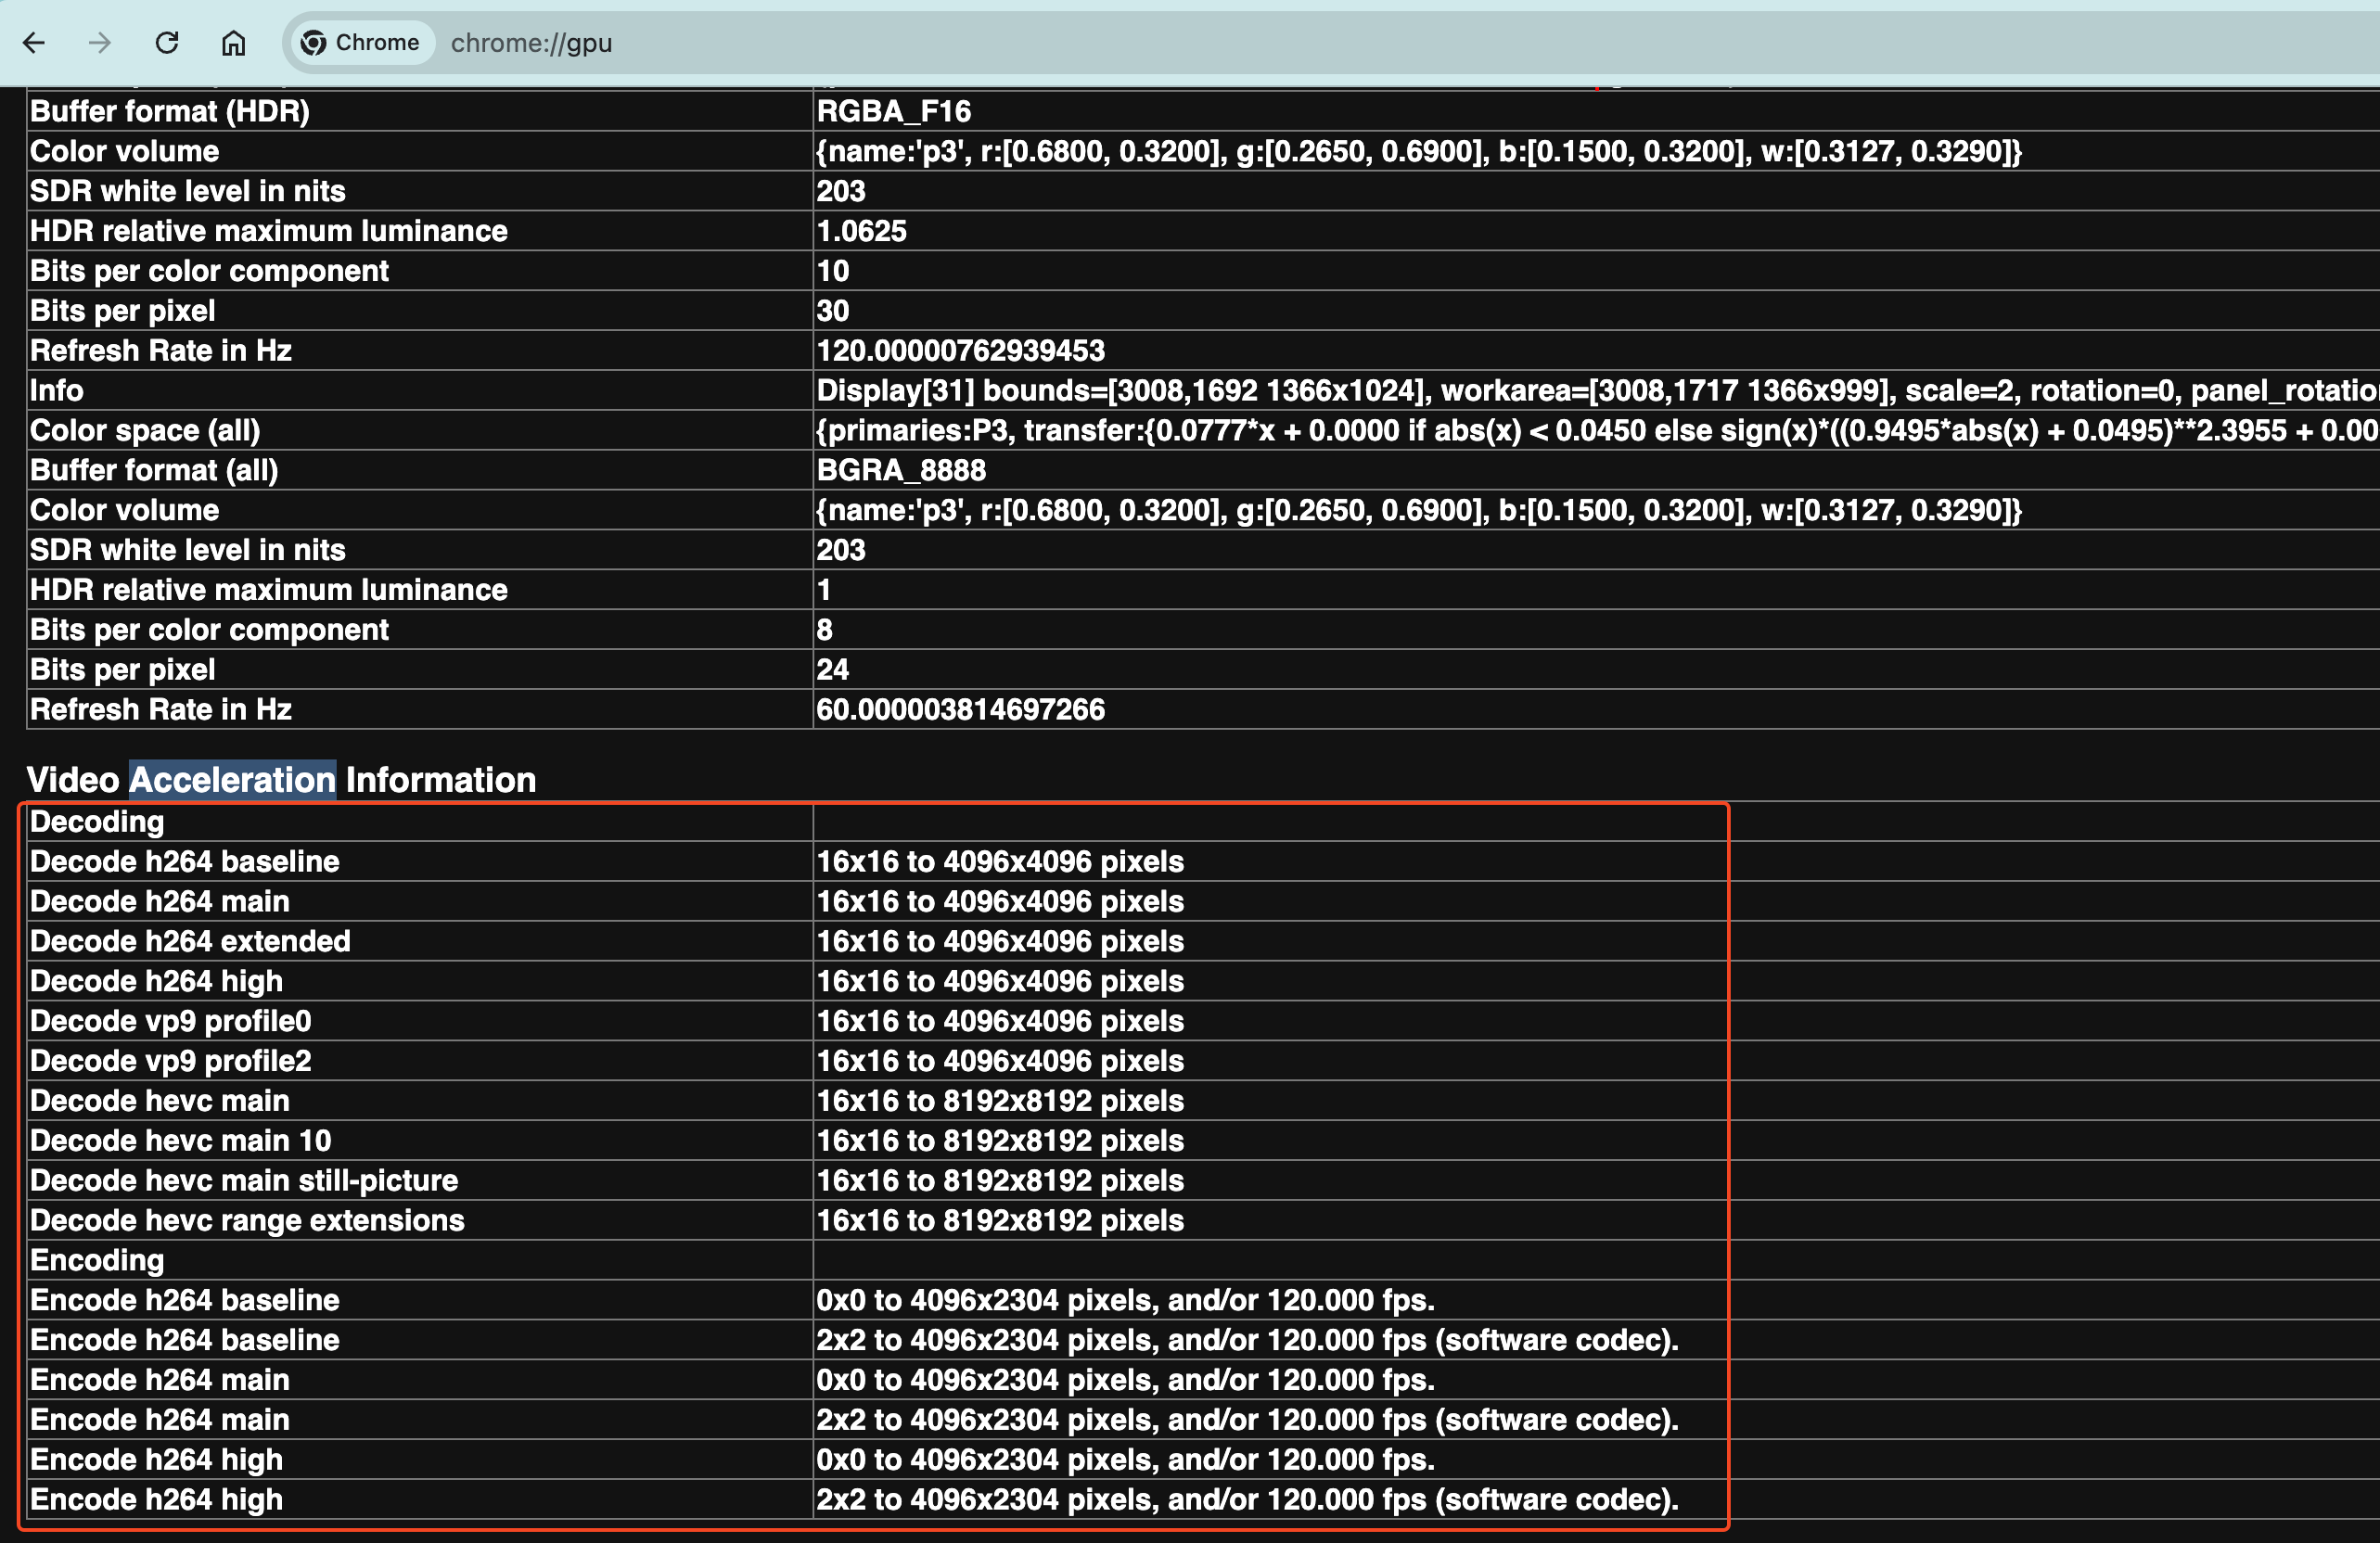 Chrome chrome://gpu
Buffer format (HDR) RGBA_F16
Color volume {name:'p3', r:[0.6800, 0.3200], g:[0.2650, 0.6900], b:[0.1500, 0.3200], w:[0.3127, 0.3290]}
SDR white level in nits 203
HDR relative maximum luminance 1.0625
Bits per color component 10
Bits per pixel 30
Refresh Rate in Hz 120.00000762939453
Info Display[31] bounds=[3008,1692 1366x1024], workarea=[3008,1717 1366x999], scale=2, rotation=0, panel_rotatio
Color space (all) {primaries:P3, transfer:{0.0777*x + 0.0000 if abs(x) < 0.0450 else sign(x)*((0.9495*abs(x) + 0.0495)**2.3955 + 0.00
Buffer format (all) BGRA_8888
Color volume {name:'p3', r:[0.6800, 0.3200], g:[0.2650, 0.6900], b:[0.1500, 0.3200], w:[0.3127, 0.3290]}
SDR white level in nits 203
HDR relative maximum luminance 1
Bits per color component 8
Bits per pixel 24
Refresh Rate in Hz 60.000003814697266
Video Acceleration Information
Decoding
Decode h264 baseline 16x16 to 4096x4096 pixels
Decode h264 main 16x16 to 4096x4096 pixels
Decode h264 extended 16x16 to 4096x4096 pixels
Decode h264 high 16x16 to 4096x4096 pixels
Decode vp9 profile0 16x16 to 4096x4096 pixels
Decode vp9 profile2 16x16 to 4096x4096 pixels
Decode hevc main 16x16 to 8192x8192 pixels
Decode hevc main 10 16x16 to 8192x8192 pixels
Decode hevc main still-picture 16x16 to 8192x8192 pixels
Decode hevc range extensions 16x16 to 8192x8192 pixels
Encoding
Encode h264 baseline 0x0 to 4096x2304 pixels, and/or 120.000 fps.
Encode h264 baseline 2x2 to 4096x2304 pixels, and/or 120.000 fps (software codec).
Encode h264 main 0x0 to 4096x2304 pixels, and/or 120.000 fps.
Encode h264 main 2x2 to 4096x2304 pixels, and/or 120.000 fps (software codec).
Encode h264 high 0x0 to 4096x2304 pixels, and/or 120.000 fps.
Encode h264 high 2x2 to 4096x2304 pixels, and/or 120.000 fps (software codec).